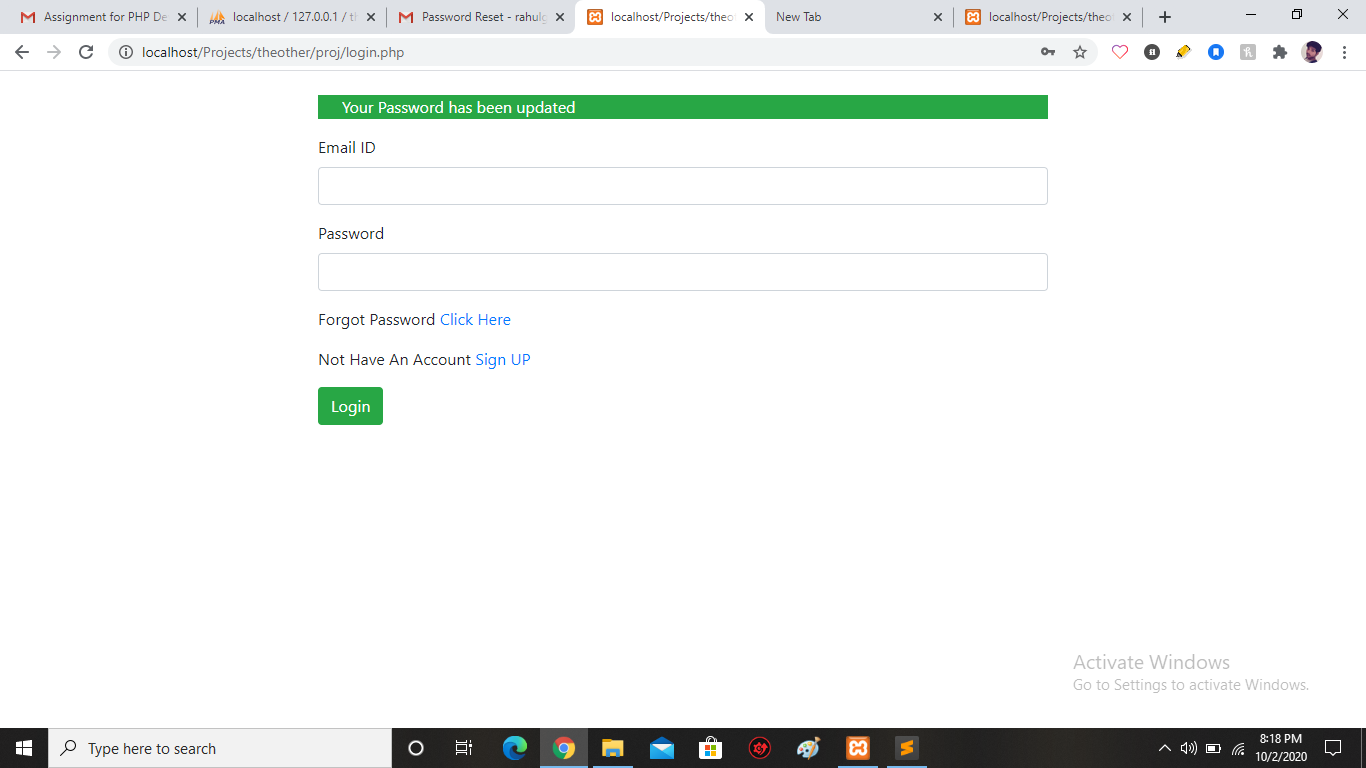 Assignment for PHP De
localhost / 127.0.0.1 / t
Password Reset - rahulg
localhost/Projects/theo
New Tab
localhost/Projects/theo
localhost/Projects/theother/proj/login.php
Your Password has been updated
Email ID
Password
Forgot Password Click Here
Not Have An Account Sign UP
Login
Activate Windows
Go to Settings to activate Windows.
Type here to search
8:18 PM
10/2/2020